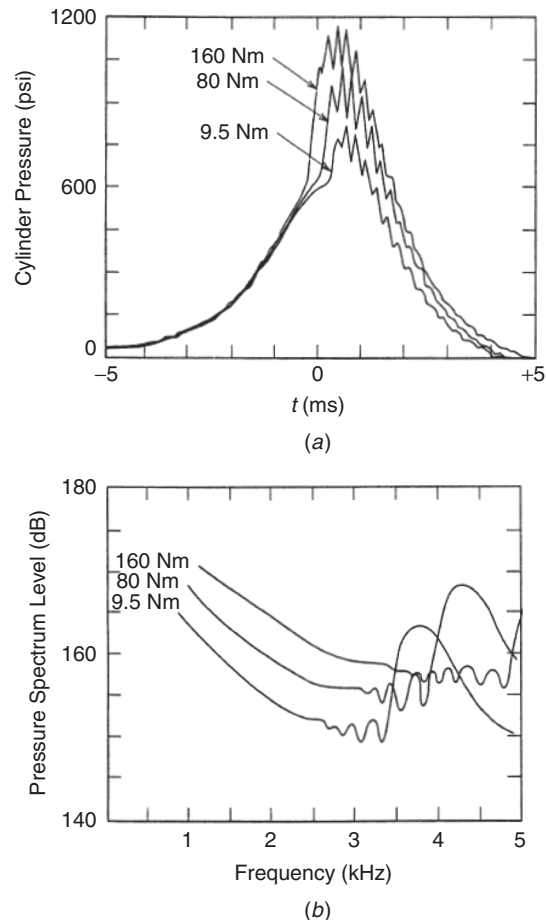 1200
160 Nm
80 Nm
9.5 Nm
600
0
Cylinder Pressure (psi)
−5
0
+5
t (ms)
(a)
180
160 Nm
80 Nm
9.5 Nm
160
140
Pressure Spectrum Level (dB)
1
2
3
4
5
Frequency (kHz)
(b)